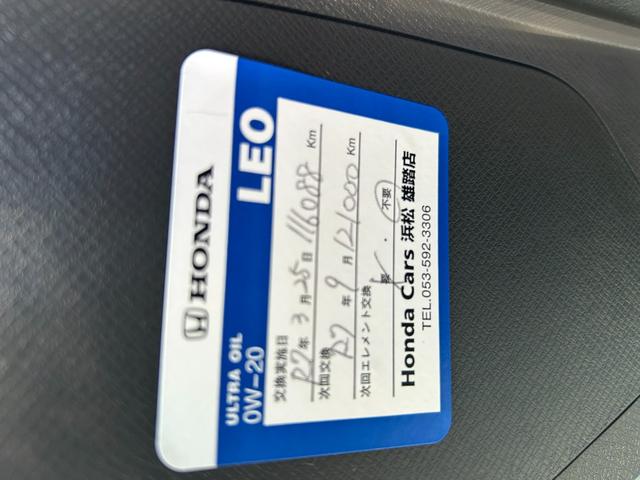 HONDA
ULTRA OIL
0W-20 LEO
交換実施日
R7年3月25日 116088 Km
次回交換
R7年9月 121000 Km
次回エレメント交換
要・不要
Honda Cars 浜松 雄踏店
TEL.053-592-3306